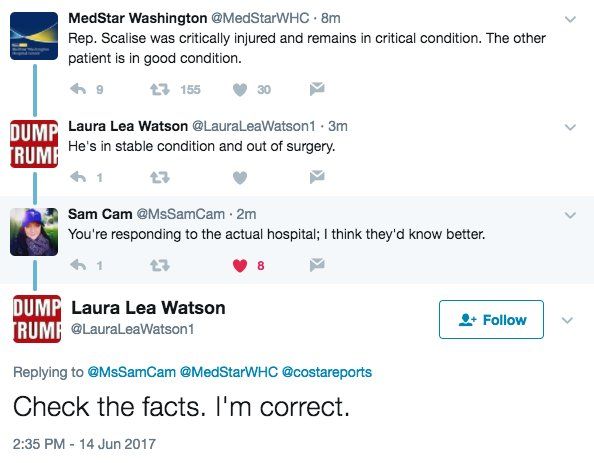 MedStar Washington @MedStarWHC · 8m
Rep. Scalise was critically injured and remains in critical condition. The other
patient is in good condition.
9 155 30
DUMP
TRUMP
Laura Lea Watson @LauraLeaWatson1 · 3m
He's in stable condition and out of surgery.
1
Sam Cam @MsSamCam · 2m
You're responding to the actual hospital; I think they'd know better.
1 8
DUMP
TRUMP
Laura Lea Watson
@LauraLeaWatson1
Follow
Replying to @MsSamCam @MedStarWHC @costareports
Check the facts. I'm correct.
2:35 PM - 14 Jun 2017